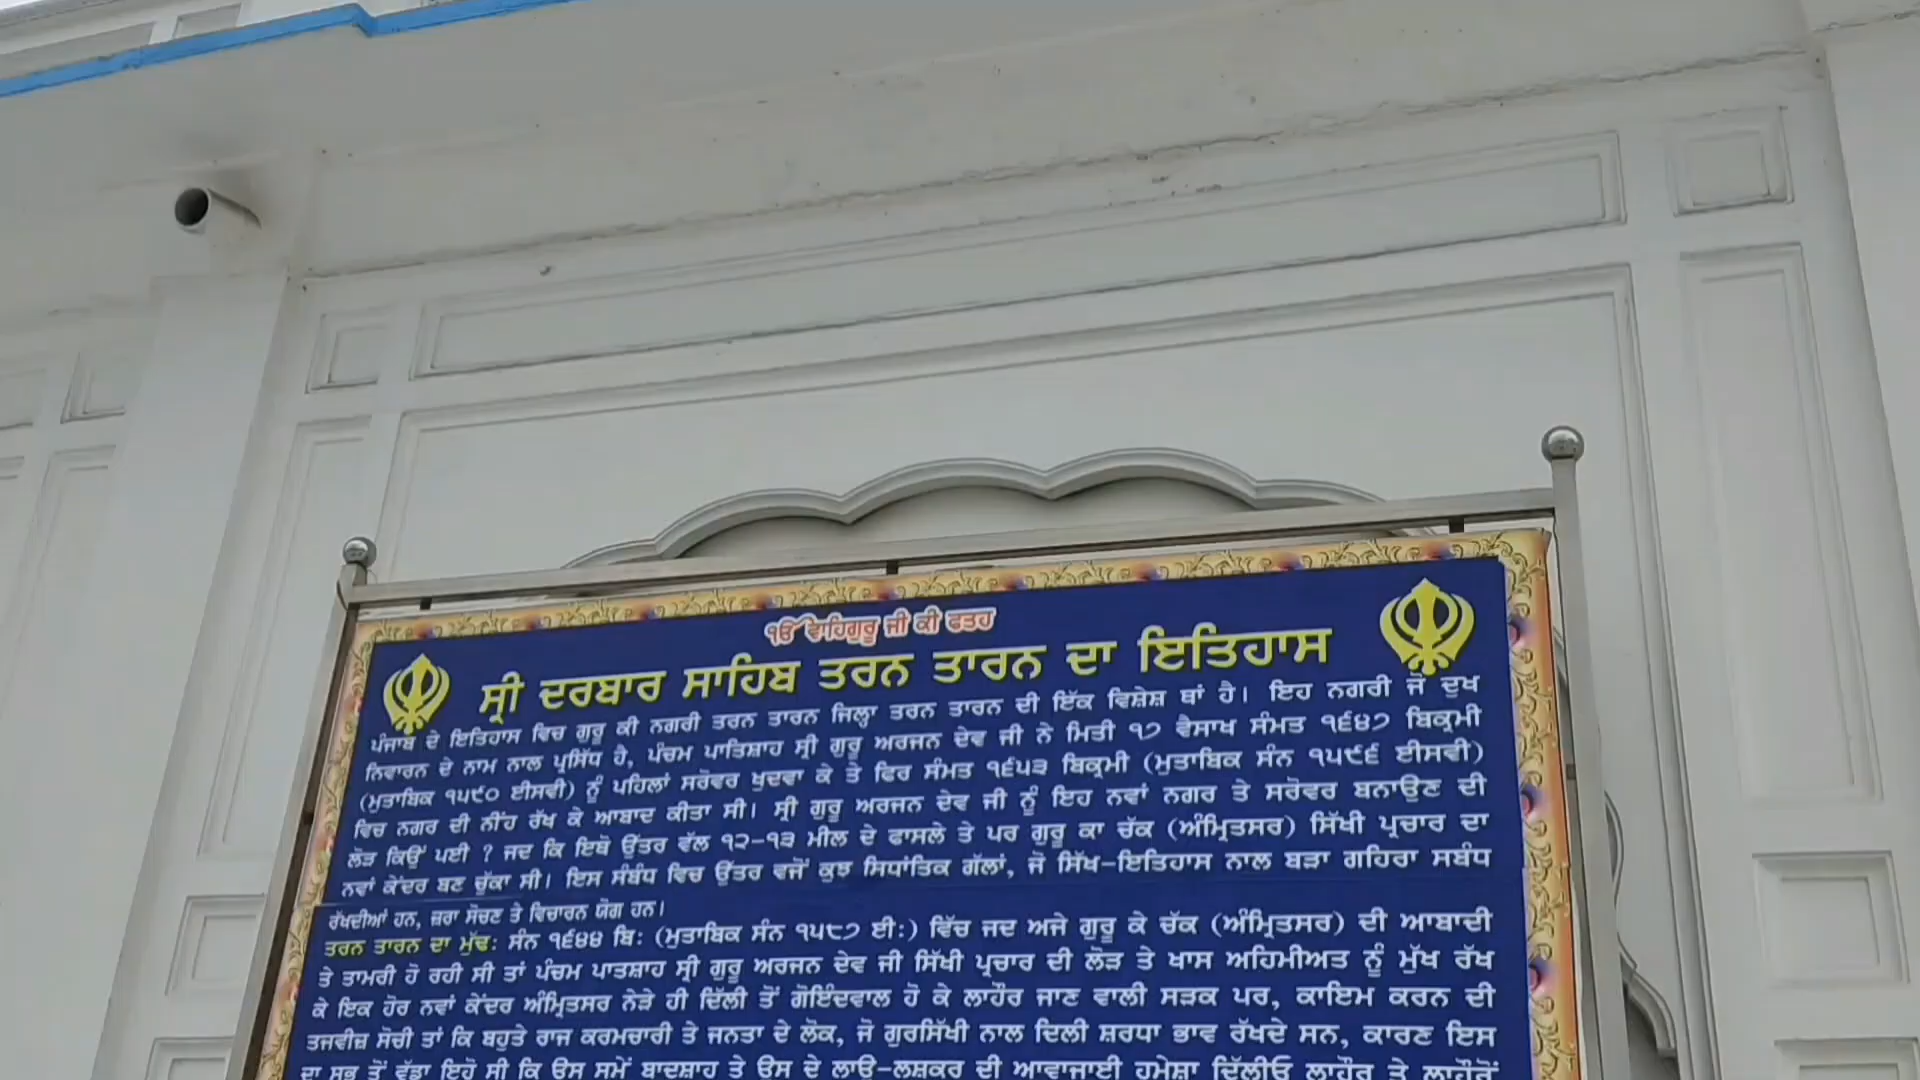 ੴ ਵਾਹਿਗੁਰੂ ਜੀ ਕੀ ਫਤਹ
ਸ੍ਰੀ ਦਰਬਾਰ ਸਾਹਿਬ ਤਰਨ ਤਾਰਨ ਦਾ ਇਤਿਹਾਸ
ਪੰਜਾਬ ਦੇ ਇਤਿਹਾਸ ਵਿਚ ਗੁਰੂ ਕੀ ਨਗਰੀ ਤਰਨ ਤਾਰਨ ਜਿਲ੍ਹਾ ਤਰਨ ਤਾਰਨ ਦੀ ਇੱਕ ਵਿਸ਼ੇਸ਼ ਥਾਂ ਹੈ। ਇਹ ਨਗਰੀ ਜੋ ਦੁਖ
ਨਿਵਾਰਨ ਦੇ ਨਾਮ ਨਾਲ ਪ੍ਰਸਿੱਧ ਹੈ, ਪੰਚਮ ਪਾਤਿਸ਼ਾਹ ਸ੍ਰੀ ਗੁਰੂ ਅਰਜਨ ਦੇਵ ਜੀ ਨੇ ਮਿਤੀ ੧੭ ਵੈਸਾਖ ਸੰਮਤ ੧੬੪੭ ਬਿਕ੍ਰਮੀ
(ਮੁਤਾਬਿਕ ੧੫੯੦ ਈਸਵੀ) ਨੂੰ ਪਹਿਲਾਂ ਸਰੋਵਰ ਖੁਦਵਾ ਕੇ ਤੇ ਫਿਰ ਸੰਮਤ ੧੬੫੩ ਬਿਕ੍ਰਮੀ (ਮੁਤਾਬਿਕ ਸੰਨ ੧੫੯੬ ਈਸਵੀ)
ਵਿਚ ਨਗਰ ਦੀ ਨੀਂਹ ਰੱਖ ਕੇ ਆਬਾਦ ਕੀਤਾ ਸੀ। ਸ੍ਰੀ ਗੁਰੂ ਅਰਜਨ ਦੇਵ ਜੀ ਨੂੰ ਇਹ ਨਵਾਂ ਨਗਰ ਤੇ ਸਰੋਵਰ ਬਨਾਉਣ ਦੀ
ਲੋੜ ਕਿਉਂ ਪਈ ? ਜਦ ਕਿ ਇਥੋ ਉੱਤਰ ਵੱਲ ੧੨-੧੩ ਮੀਲ ਦੇ ਫਾਸਲੇ ਤੇ ਪਰ ਗੁਰੂ ਕਾ ਚੱਕ (ਅੰਮ੍ਰਿਤਸਰ) ਸਿੱਖੀ ਪ੍ਰਚਾਰ ਦਾ
ਨਵਾਂ ਕੇਂਦਰ ਬਣ ਚੁੱਕਾ ਸੀ। ਇਸ ਸੰਬੰਧ ਵਿਚ ਉੱਤਰ ਵਜੋਂ ਕੁਝ ਸਿਧਾਂਤਿਕ ਗੱਲਾਂ, ਜੋ ਸਿੱਖ-ਇਤਿਹਾਸ ਨਾਲ ਬੜਾ ਗਹਿਰਾ ਸਬੰਧ
ਰੱਖਦੀਆਂ ਹਨ, ਜ਼ਰਾ ਸੋਚਣ ਤੇ ਵਿਚਾਰਨ ਯੋਗ ਹਨ।
ਤਰਨ ਤਾਰਨ ਦਾ ਮੁੱਢ: ਸੰਨ ੧੬੪੪ ਬਿ: (ਮੁਤਾਬਿਕ ਸੰਨ ੧੫੮੭ ਈ:) ਵਿੱਚ ਜਦ ਅਜੇ ਗੁਰੂ ਕੇ ਚੱਕ (ਅੰਮ੍ਰਿਤਸਰ) ਦੀ ਆਬਾਦੀ
ਤੇ ਤਾਮਰੀ ਹੋ ਰਹੀ ਸੀ ਤਾਂ ਪੰਚਮ ਪਾਤਸ਼ਾਹ ਸ੍ਰੀ ਗੁਰੂ ਅਰਜਨ ਦੇਵ ਜੀ ਸਿੱਖੀ ਪ੍ਰਚਾਰ ਦੀ ਲੋੜ ਤੇ ਖਾਸ ਅਹਿਮੀਅਤ ਨੂੰ ਮੁੱਖ ਰੱਖ
ਕੇ ਇਕ ਹੋਰ ਨਵਾਂ ਕੇਂਦਰ ਅੰਮ੍ਰਿਤਸਰ ਨੇੜੇ ਹੀ ਦਿੱਲੀ ਤੋਂ ਗੋਇੰਦਵਾਲ ਹੋ ਕੇ ਲਾਹੌਰ ਜਾਣ ਵਾਲੀ ਸੜਕ ਪਰ, ਕਾਇਮ ਕਰਨ ਦੀ
ਤਜਵੀਜ਼ ਸੋਚੀ ਤਾਂ ਕਿ ਬਹੁਤੇ ਰਾਜ ਕਰਮਚਾਰੀ ਤੇ ਜਨਤਾ ਦੇ ਲੋਕ, ਜੋ ਗੁਰਸਿੱਖੀ ਨਾਲ ਦਿਲੀ ਸ਼ਰਧਾ ਭਾਵ ਰੱਖਦੇ ਸਨ, ਕਾਰਣ ਇਸ
ਦਾ ਸਭ ਤੋਂ ਵੱਡਾ ਇਹੋ ਸੀ ਕਿ ਉਸ ਸਮੇਂ ਬਾਦਸ਼ਾਹ ਤੇ ਉਸ ਦੇ ਲਾਉ-ਲਸ਼ਕਰ ਦੀ ਆਵਾਜਾਈ ਹਮੇਸ਼ਾ ਦਿੱਲੀਓ ਲਾਹੌਰ ਤੇ ਲਾਹੌਰੋਂ